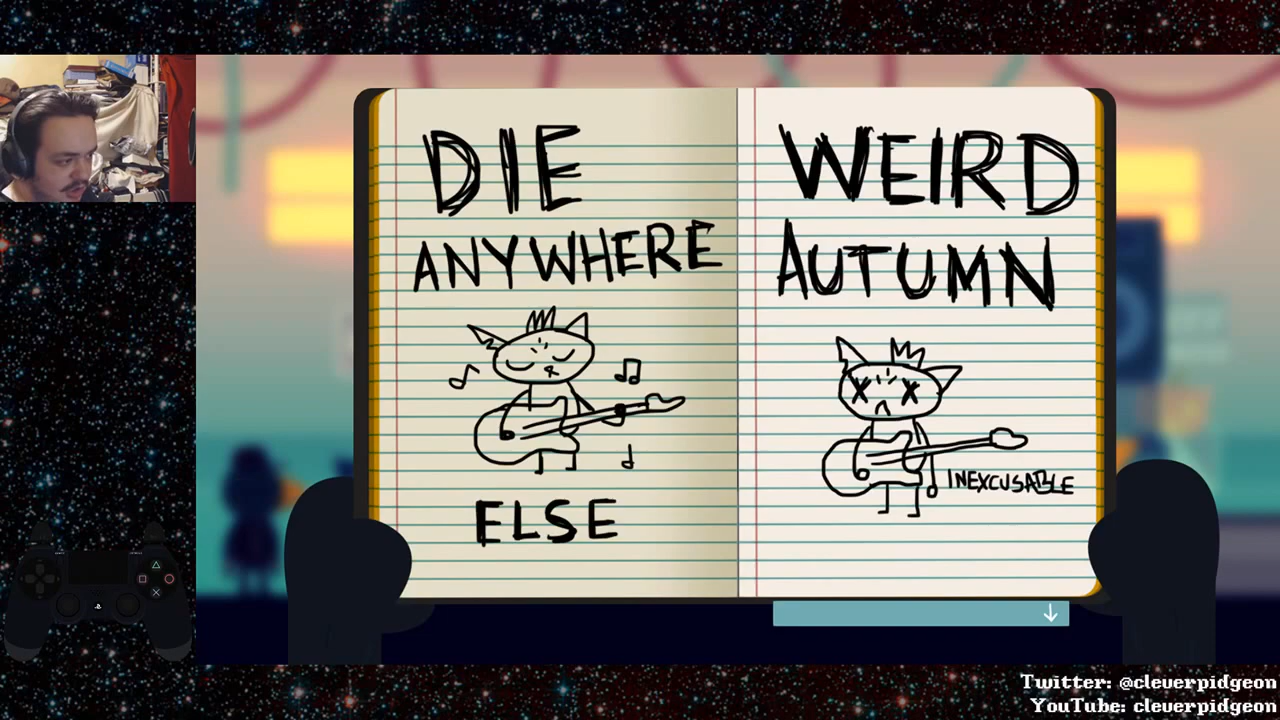 DIE
ANYWHERE
ELSE
WEIRD
AUTUMN
INEXCUSABLE
Twitter: @cleverpidgeon
YouTube: cleverpidgeon